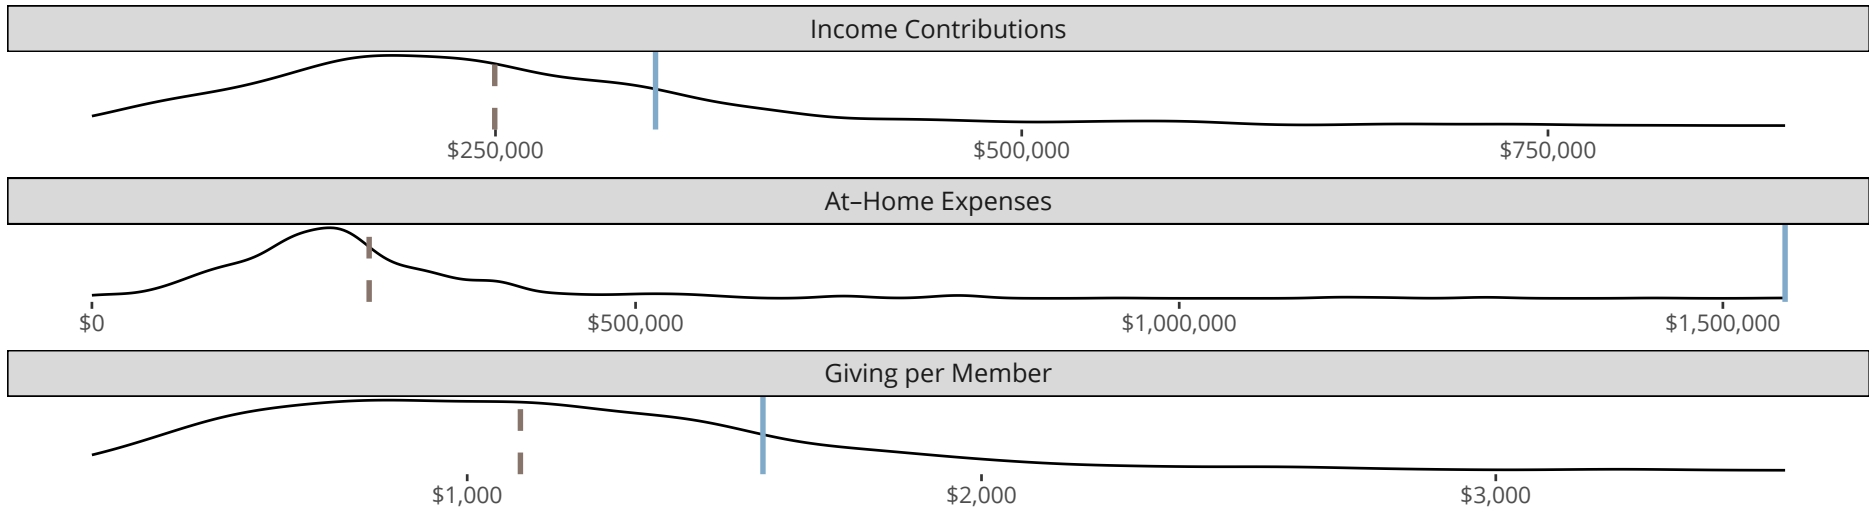 Income Contributions
$250,000 $500,000 $750,000
At–Home Expenses
$0 $500,000 $1,000,000 $1,500,000
Giving per Member
$1,000 $2,000 $3,000